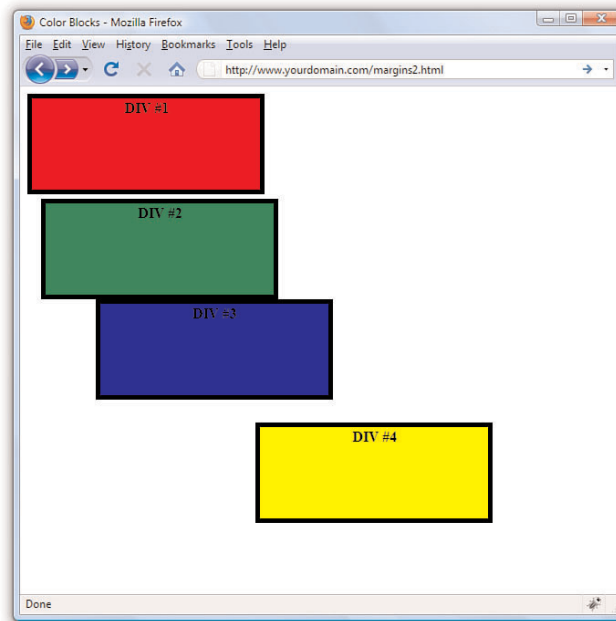 Color Blocks - Mozilla Firefox
File Edit View History Bookmarks Tools Help
http://www.yourdomain.com/margins2.html
DIV #1
DIV #2
DIV #3
DIV #4
Done